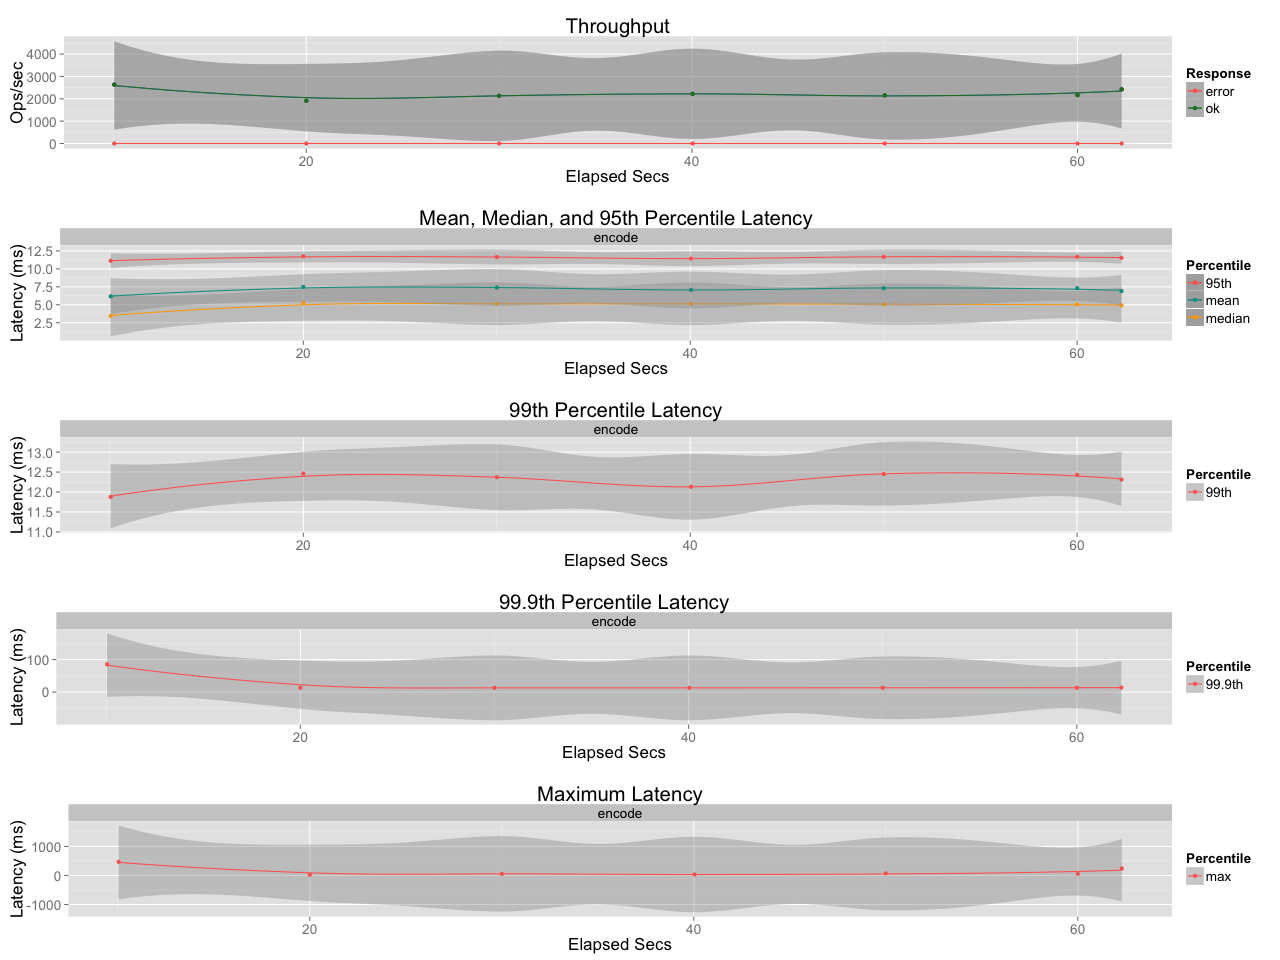 Throughput
4000
3000
2000
1000
0
Ops/sec
20
40
60
Elapsed Secs
Response
error
ok
Mean, Median, and 95th Percentile Latency
encode
12.5
10.0
7.5
5.0
2.5
Latency (ms)
20
40
60
Elapsed Secs
Percentile
95th
mean
median
99th Percentile Latency
encode
13.0
12.5
12.0
11.5
11.0
Latency (ms)
20
40
60
Elapsed Secs
Percentile
99th
99.9th Percentile Latency
encode
100
0
Latency (ms)
20
40
60
Elapsed Secs
Percentile
99.9th
Maximum Latency
encode
1000
0
-1000
Latency (ms)
20
40
60
Elapsed Secs
Percentile
max